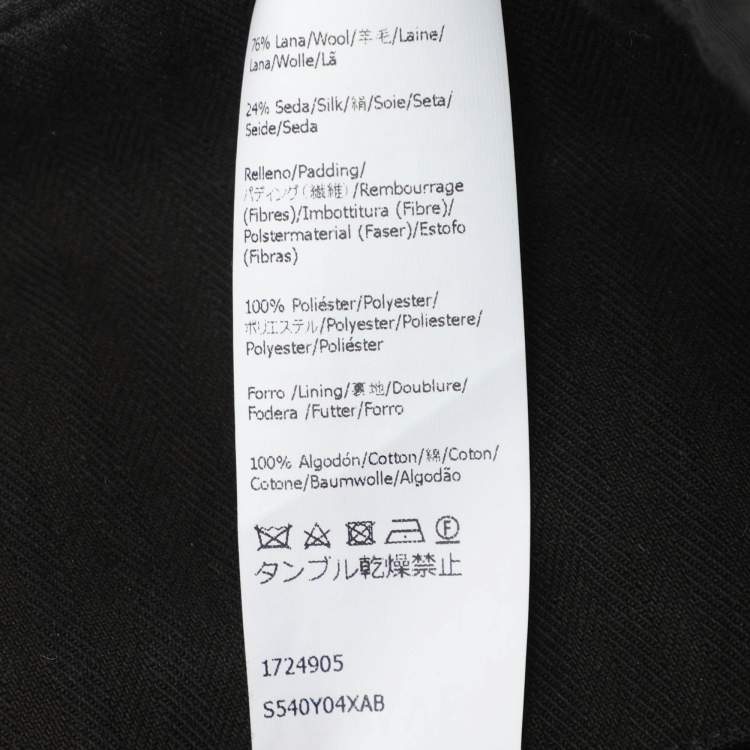 76% Lana/Wool/羊毛/Laine/
Lana/Wolle/Lã
24% Seda/Silk/絹/Soie/Seta/
Seide/Seda
Relleno/Padding/
パディング(繊維)/Rembourrage
(Fibres)/Imbottitura (Fibre)/
Polstermaterial (Faser)/Estofo
(Fibras)
100% Poliéster/Polyester/
ポリエステル/Polyester/Poliestere/
Polyester/Poliéster
Forro /Lining/裏地/Doublure/
Fodera /Futter/Forro
100% Algodón/Cotton/綿/Coton/
Cotone/Baumwolle/Algodão
F
タンブル乾燥禁止
1724905
S540Y04XAB